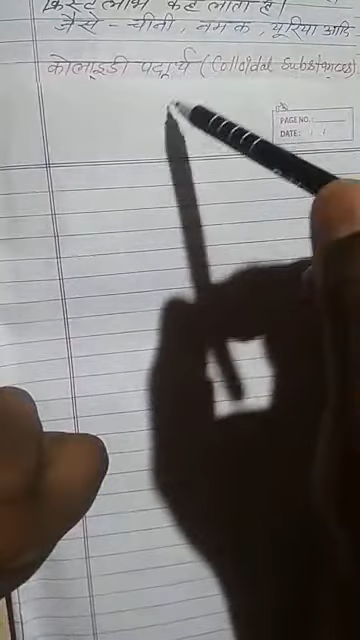 क्रिस्टलाभ कहलाता है।
जैसे - चीनी, नमक, यूरिया आदि
कोलाइडी पदार्थ (Colloidal Substances)
PAGE NO.:
DATE: / /